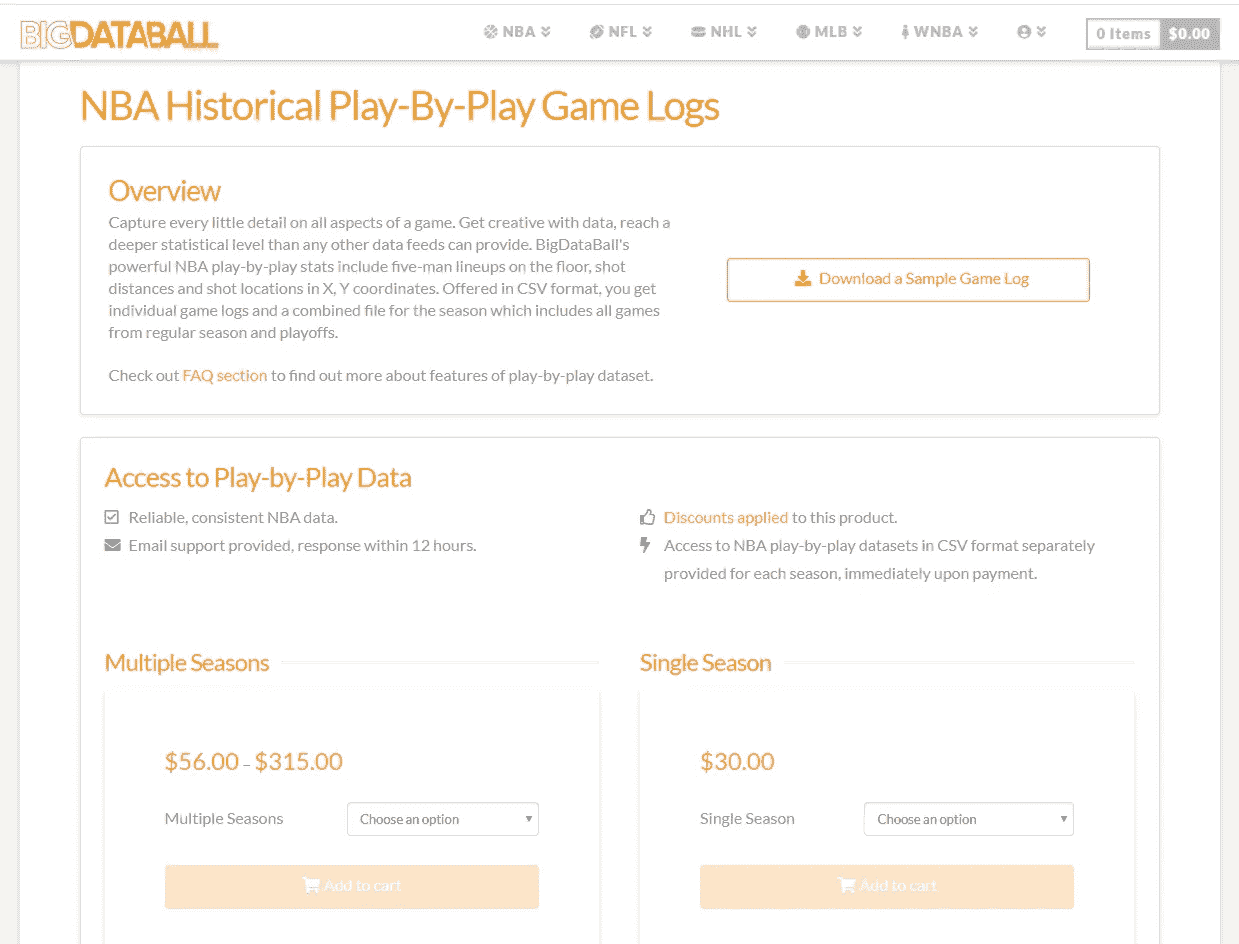 BIGDATABALL
NBA NFL NHL MLB WNBA 0 Items $0.00
NBA Historical Play-By-Play Game Logs
Overview
Capture every little detail on all aspects of a game. Get creative with data, reach a
deeper statistical level than any other data feeds can provide. BigDataBall's
powerful NBA play-by-play stats include five-man lineups on the floor, shot
distances and shot locations in X, Y coordinates. Offered in CSV format, you get
individual game logs and a combined file for the season which includes all games
from regular season and playoffs.
Check out FAQ section to find out more about features of play-by-play dataset.
Download a Sample Game Log
Access to Play-by-Play Data
Reliable, consistent NBA data.
Email support provided, response within 12 hours.
Discounts applied to this product.
Access to NBA play-by-play datasets in CSV format separately
provided for each season, immediately upon payment.
Multiple Seasons
$56.00 – $315.00
Multiple Seasons Choose an option
Add to cart
Single Season
$30.00
Single Season Choose an option
Add to cart